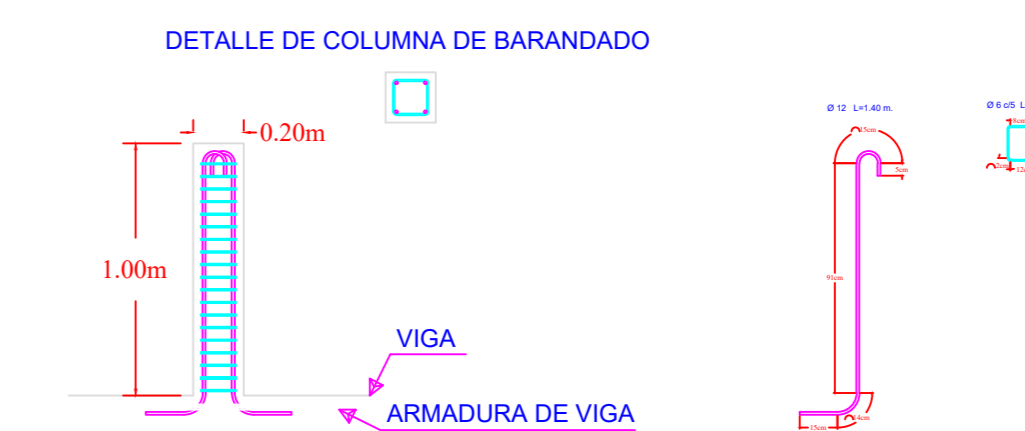 DETALLE DE COLUMNA DE BARANDADO
0.20m
1.00m
VIGA
ARMADURA DE VIGA
Ø 12 L=1.40 m.
15cm
5cm
91cm
14cm
15cm
Ø 6 c/5 L
8cm
2cm